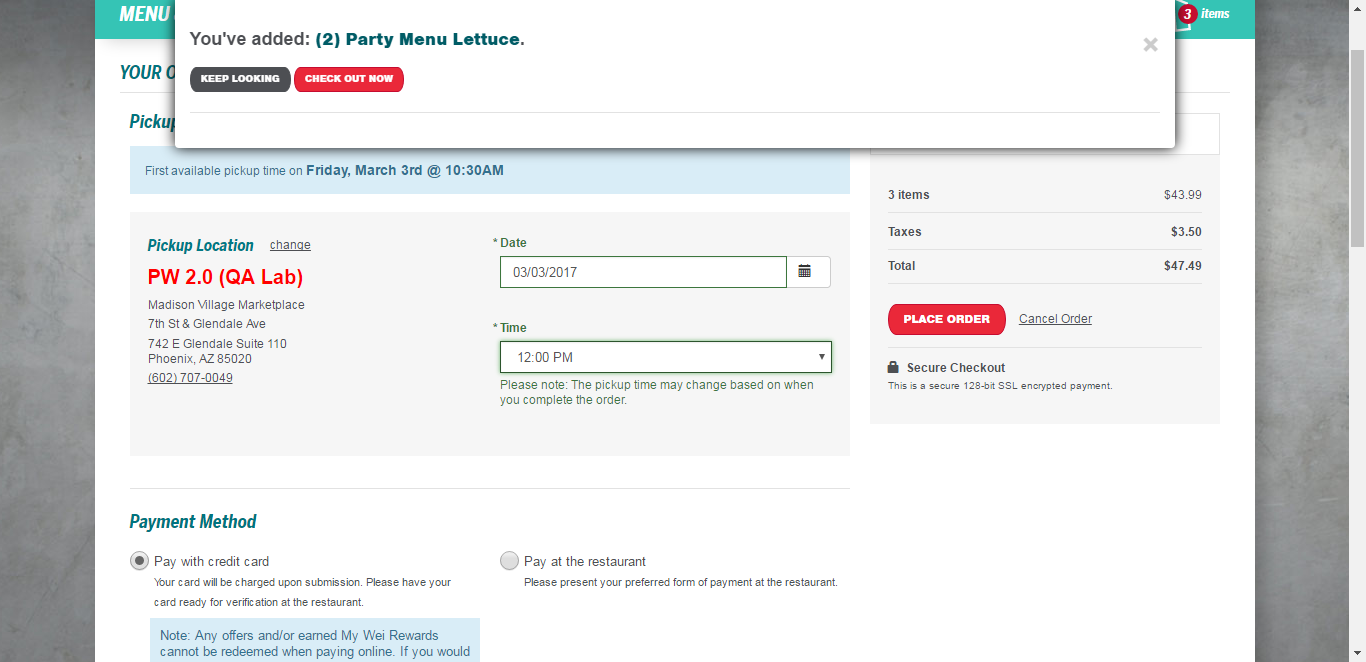 MENU
3 items
You've added: (2) Party Menu Lettuce.
×
KEEP LOOKING CHECK OUT NOW
YOUR O
Pickup
First available pickup time on Friday, March 3rd @ 10:30AM
Pickup Location change
PW 2.0 (QA Lab)
Madison Village Marketplace
7th St & Glendale Ave
742 E Glendale Suite 110
Phoenix, AZ 85020
(602) 707-0049
* Date
03/03/2017
* Time
12:00 PM
Please note: The pickup time may change based on when
you complete the order.
3 items $43.99
Taxes $3.50
Total $47.49
PLACE ORDER Cancel Order
Secure Checkout
This is a secure 128-bit SSL encrypted payment.
Payment Method
Pay with credit card
Your card will be charged upon submission. Please have your
card ready for verification at the restaurant.
Note: Any offers and/or earned My Wei Rewards
cannot be redeemed when paying online. If you would
Pay at the restaurant
Please present your preferred form of payment at the restaurant.